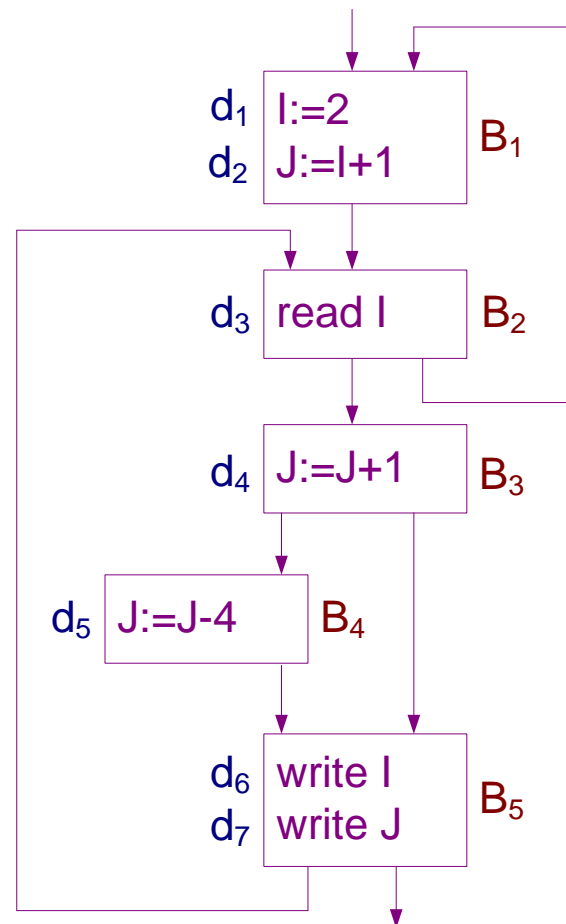 d₁ I:=2
d₂ J:=I+1
B₁
d₃ read I B₂
d₄ J:=J+1 B₃
d₅ J:=J-4 B₄
d₆ write I
d₇ write J
B₅